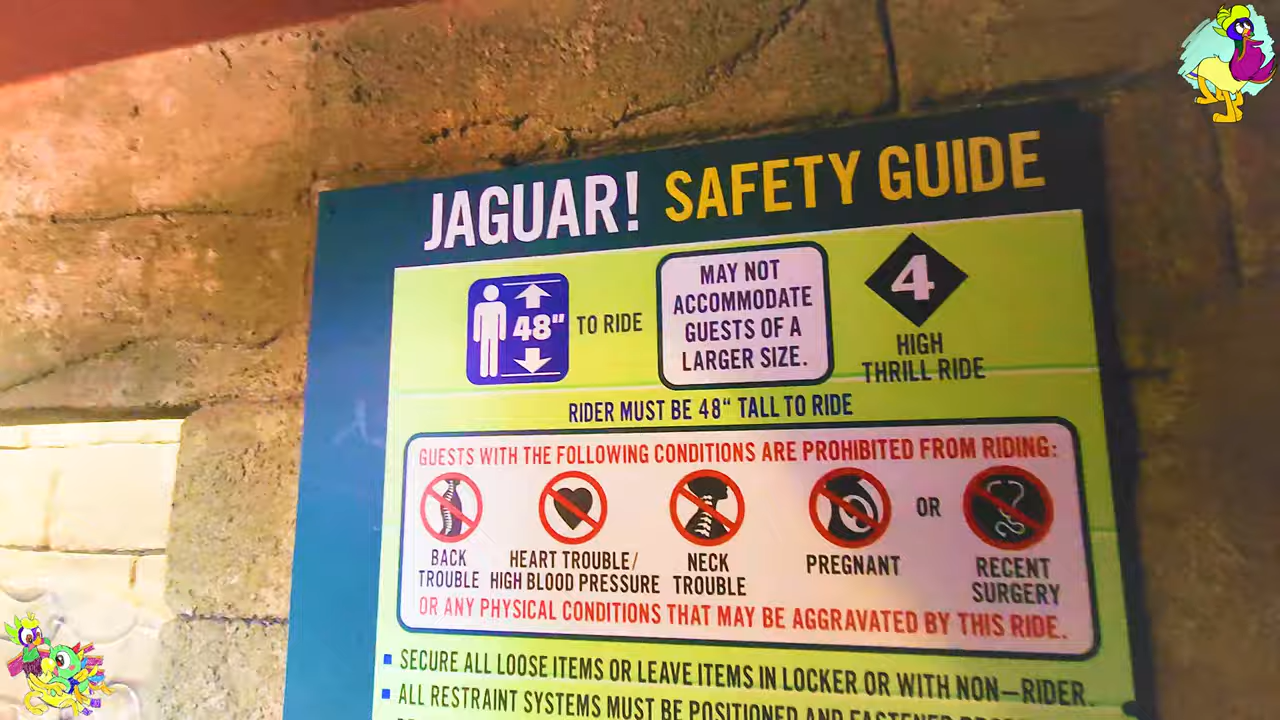 JAGUAR! SAFETY GUIDE
48" TO RIDE
MAY NOT
ACCOMMODATE
GUESTS OF A
LARGER SIZE.
4
HIGH
THRILL RIDE
RIDER MUST BE 48" TALL TO RIDE
GUESTS WITH THE FOLLOWING CONDITIONS ARE PROHIBITED FROM RIDING:
BACK
TROUBLE
HEART TROUBLE/
HIGH BLOOD PRESSURE
NECK
TROUBLE
PREGNANT
OR
RECENT
SURGERY
OR ANY PHYSICAL CONDITIONS THAT MAY BE AGGRAVATED BY THIS RIDE.
SECURE ALL LOOSE ITEMS OR LEAVE ITEMS IN LOCKER OR WITH NON-RIDER.
ALL RESTRAINT SYSTEMS MUST BE POSITIONED AND FASTENED